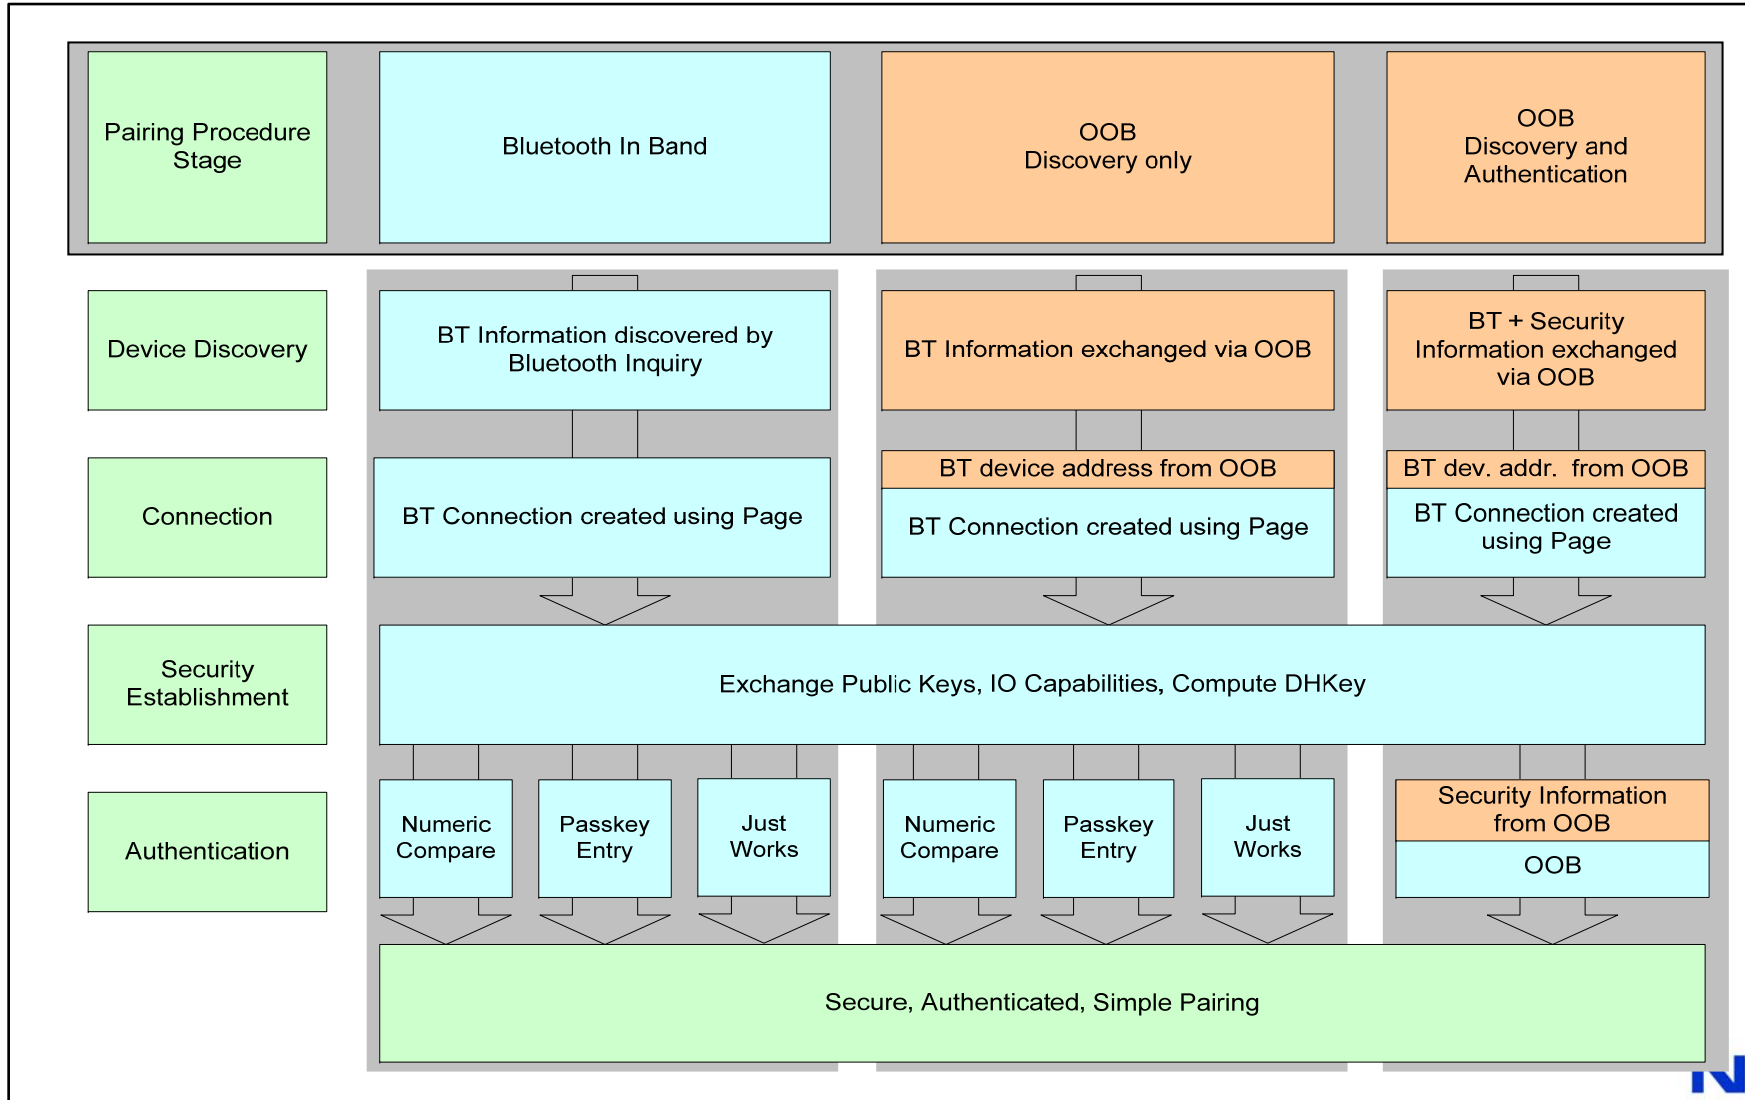 Pairing Procedure
Stage
Bluetooth In Band
OOB
Discovery only
OOB
Discovery and
Authentication
Device Discovery
BT Information discovered by
Bluetooth Inquiry
BT Information exchanged via OOB
BT + Security
Information exchanged
via OOB
Connection
BT Connection created using Page
BT device address from OOB
BT Connection created using Page
BT dev. addr. from OOB
BT Connection created
using Page
Security
Establishment
Exchange Public Keys, IO Capabilities, Compute DHKey
Authentication
Numeric
Compare
Passkey
Entry
Just
Works
Numeric
Compare
Passkey
Entry
Just
Works
Security Information
from OOB
OOB
Secure, Authenticated, Simple Pairing